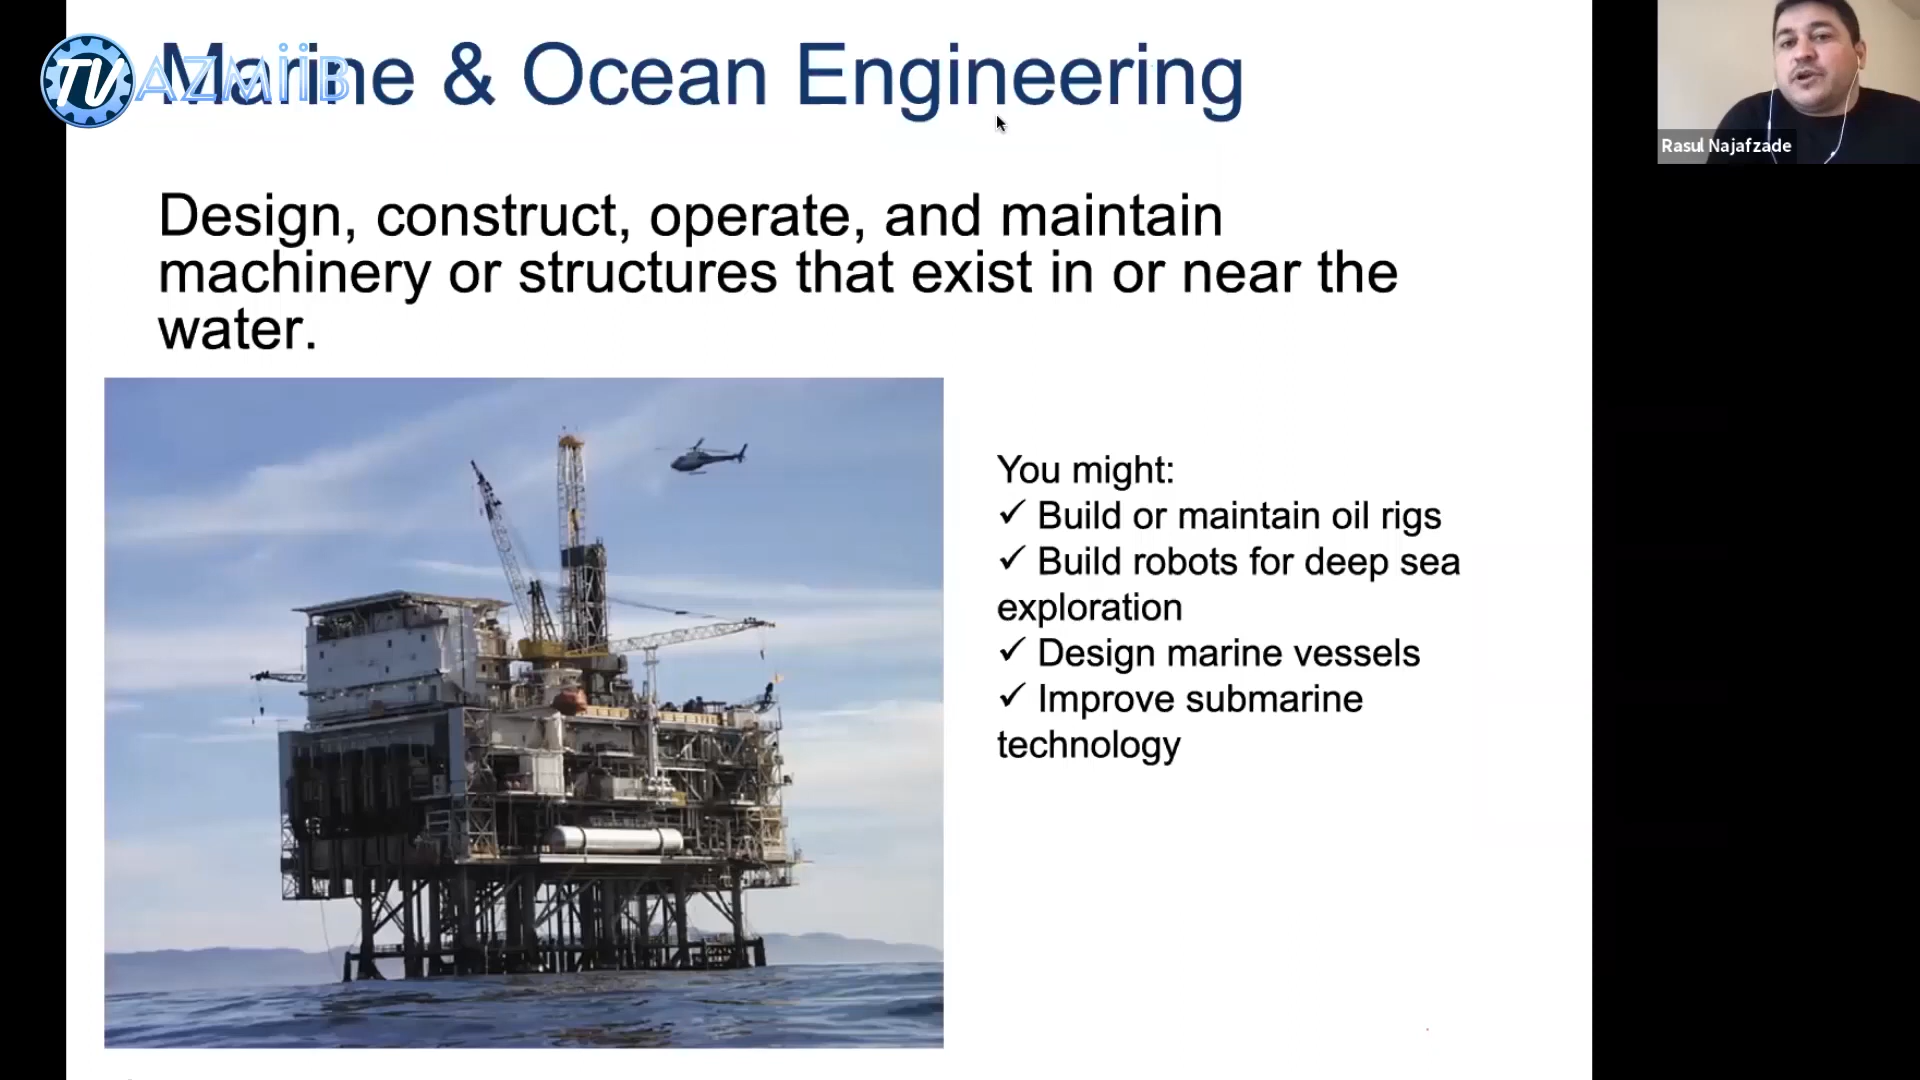 TV AZMİİB
Marine & Ocean Engineering
Rasul Najafzade
Design, construct, operate, and maintain
machinery or structures that exist in or near the
water.
You might:
✓ Build or maintain oil rigs
✓ Build robots for deep sea
exploration
✓ Design marine vessels
✓ Improve submarine
technology